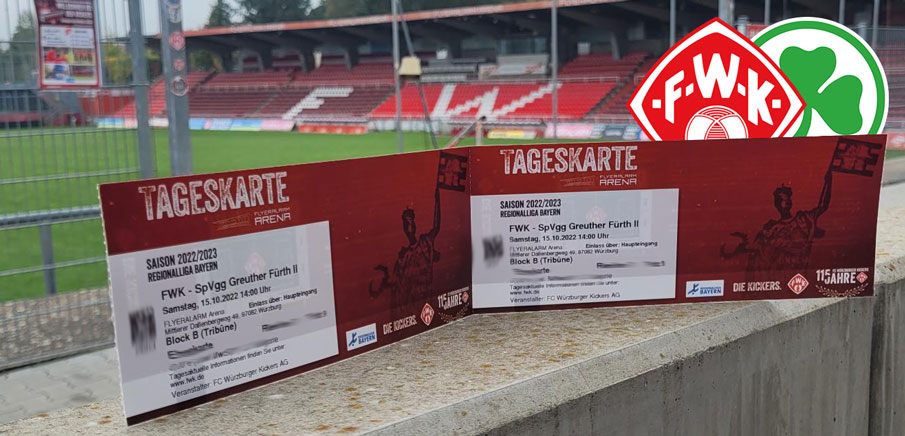 F·W·K
TAGESKARTE
FLYERALARM
ARENA
SAISON 2022/2023
REGIONALLIGA BAYERN
FWK - SpVgg Greuther Fürth II
Samstag, 15.10.2022 14:00 Uhr
FLYERALARM Arena
Einlass über: Haupteingang
Mittlerer Dallenbergweg 49, 97082 Würzburg
Block B (Tribüne)
Tagesaktuelle Informationen finden Sie unter
www.fwk.de
Veranstalter: FC Würzburger Kickers AG
BAYERN
DIE KICKERS.
115 JAHRE
TAGESKARTE
FLYERALARM
ARENA
SAISON 2022/2023
REGIONALLIGA BAYERN
FWK - SpVgg Greuther Fürth II
Samstag, 15.10.2022 14:00 Uhr
FLYERALARM Arena
Einlass über: Haupteingang
Mittlerer Dallenbergweg 49, 97082 Würzburg
Block B (Tribüne)
Tagesaktuelle Informationen finden Sie unter
www.fwk.de
Veranstalter: FC Würzburger Kickers AG
BAYERN
DIE KICKERS.
115 JAHRE